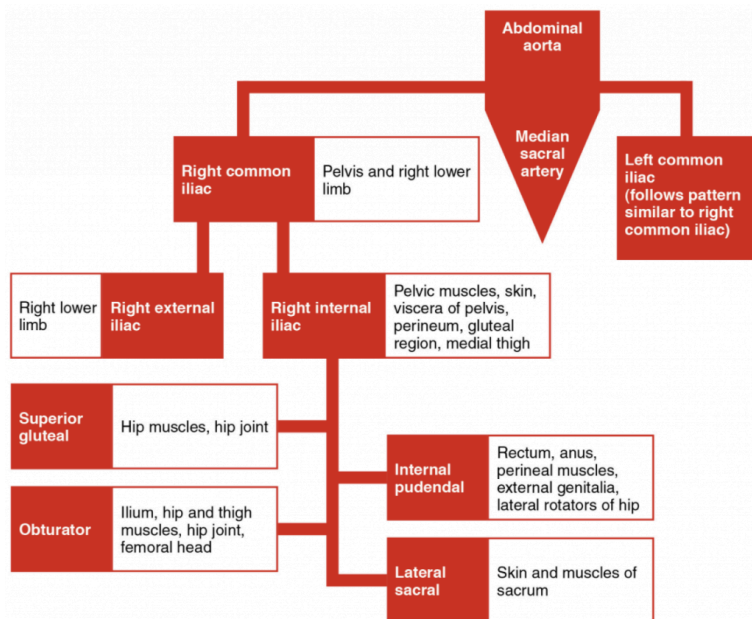 Abdominal
aorta
Median
sacral
artery
Right common
iliac
Pelvis and right lower
limb
Left common
iliac
(follows pattern
similar to right
common iliac)
Right lower
limb
Right external
iliac
Right internal
iliac
Pelvic muscles, skin,
viscera of pelvis,
perineum, gluteal
region, medial thigh
Superior
gluteal
Hip muscles, hip joint
Internal
pudendal
Rectum, anus,
perineal muscles,
external genitalia,
lateral rotators of hip
Obturator
Ilium, hip and thigh
muscles, hip joint,
femoral head
Lateral
sacral
Skin and muscles of
sacrum